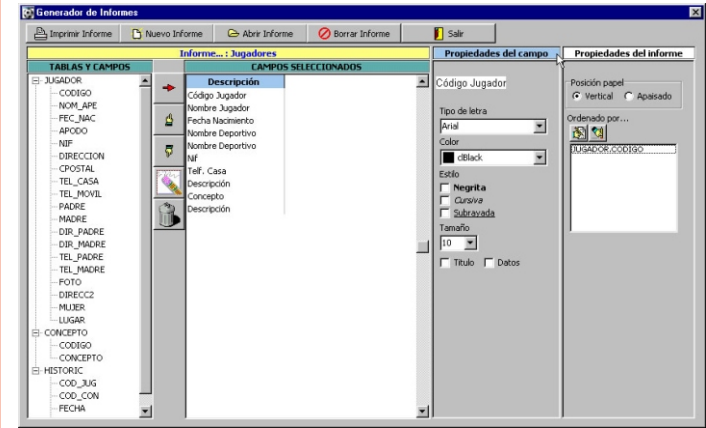 Generador de Informes
Imprimir Informe
Nuevo Informe
Abrir Informe
Borrar Informe
Salir
Informe... : Jugadores
Propiedades del campo
Propiedades del informe
TABLAS Y CAMPOS
JUGADOR
CODIGO
NOM_APE
FEC_NAC
APODO
NIF
DIRECCION
CPOSTAL
TEL_CASA
TEL_MOVIL
PADRE
MADRE
DIR_PADRE
DIR_MADRE
TEL_PADRE
TEL_MADRE
FOTO
DIRECC2
MUJER
LUGAR
CONCEPTO
CODIGO
CONCEPTO
HISTORIC
COD_JUG
COD_CON
FECHA
CAMPOS SELECCIONADOS
Descripción
Código Jugador
Nombre Jugador
Fecha Nacimiento
Nombre Deportivo
Nombre Deportivo
Nif
Telf. Casa
Descripción
Concepto
Descripción
Código Jugador
Tipo de letra
Arial
Color
clBlack
Estilo
Negrita
Cursiva
Subrayada
Tamaño
10
Titulo
Datos
Posición papel
Vertical
Apaisado
Ordenado por...
JUGADOR.CODIGO